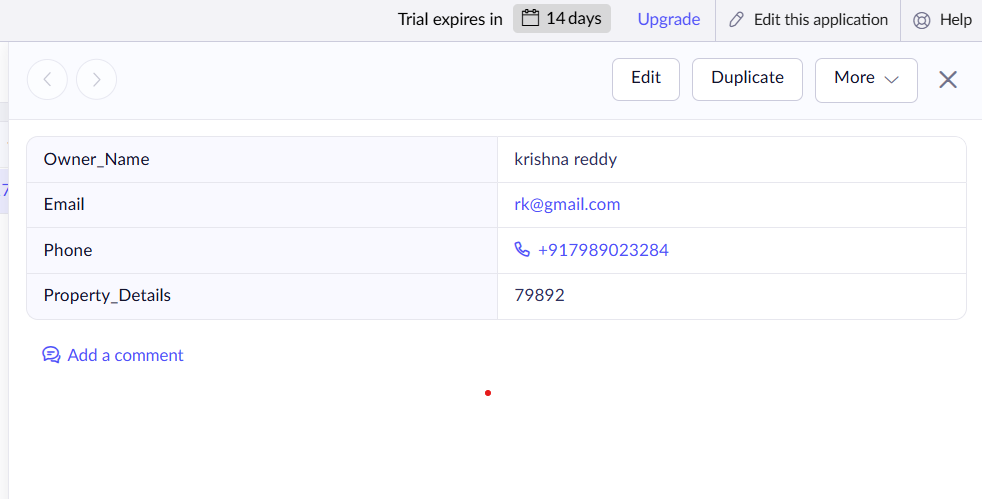 Trial expires in 14 days Upgrade Edit this application Help
Edit Duplicate More
Owner_Name krishna reddy
Email rk@gmail.com
Phone +917989023284
Property_Details 79892
Add a comment